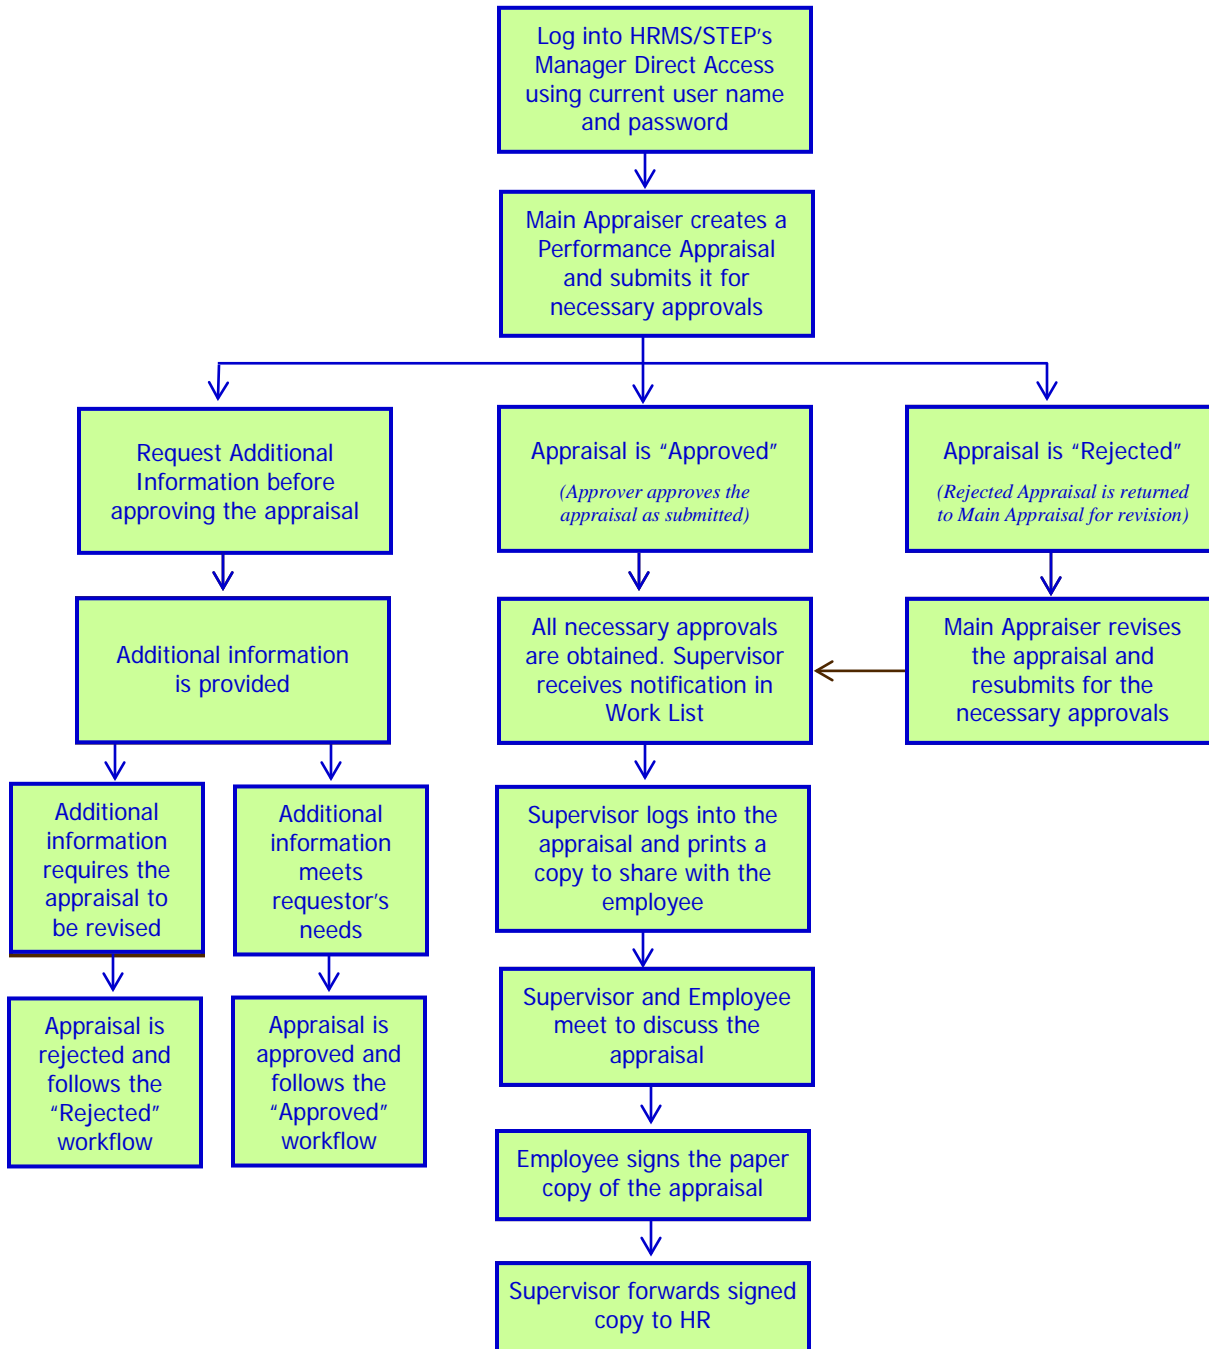 Log into HRMS/STEP's
Manager Direct Access
using current user name
and password
Main Appraiser creates a
Performance Appraisal
and submits it for
necessary approvals
Request Additional
Information before
approving the appraisal
Appraisal is “Approved”
(Approver approves the
appraisal as submitted)
Appraisal is “Rejected”
(Rejected Appraisal is returned
to Main Appraisal for revision)
Additional information
is provided
All necessary approvals
are obtained. Supervisor
receives notification in
Work List
Main Appraiser revises
the appraisal and
resubmits for the
necessary approvals
Additional
information
requires the
appraisal to
be revised
Additional
information
meets
requestor's
needs
Supervisor logs into the
appraisal and prints a
copy to share with the
employee
Appraisal is
rejected and
follows the
“Rejected”
workflow
Appraisal is
approved and
follows the
“Approved”
workflow
Supervisor and Employee
meet to discuss the
appraisal
Employee signs the paper
copy of the appraisal
Supervisor forwards signed
copy to HR